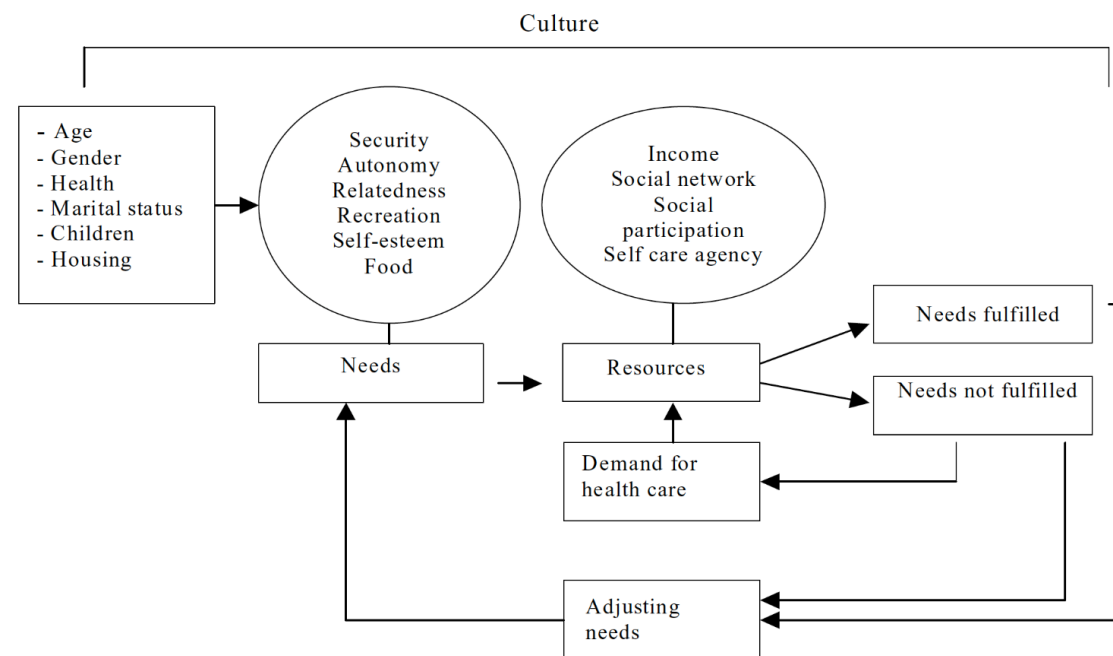 Culture
- Age
- Gender
- Health
- Marital status
- Children
- Housing
Security
Autonomy
Relatedness
Recreation
Self-esteem
Food
Income
Social network
Social
participation
Self care agency
Needs
Resources
Needs fulfilled
Needs not fulfilled
Demand for
health care
Adjusting
needs